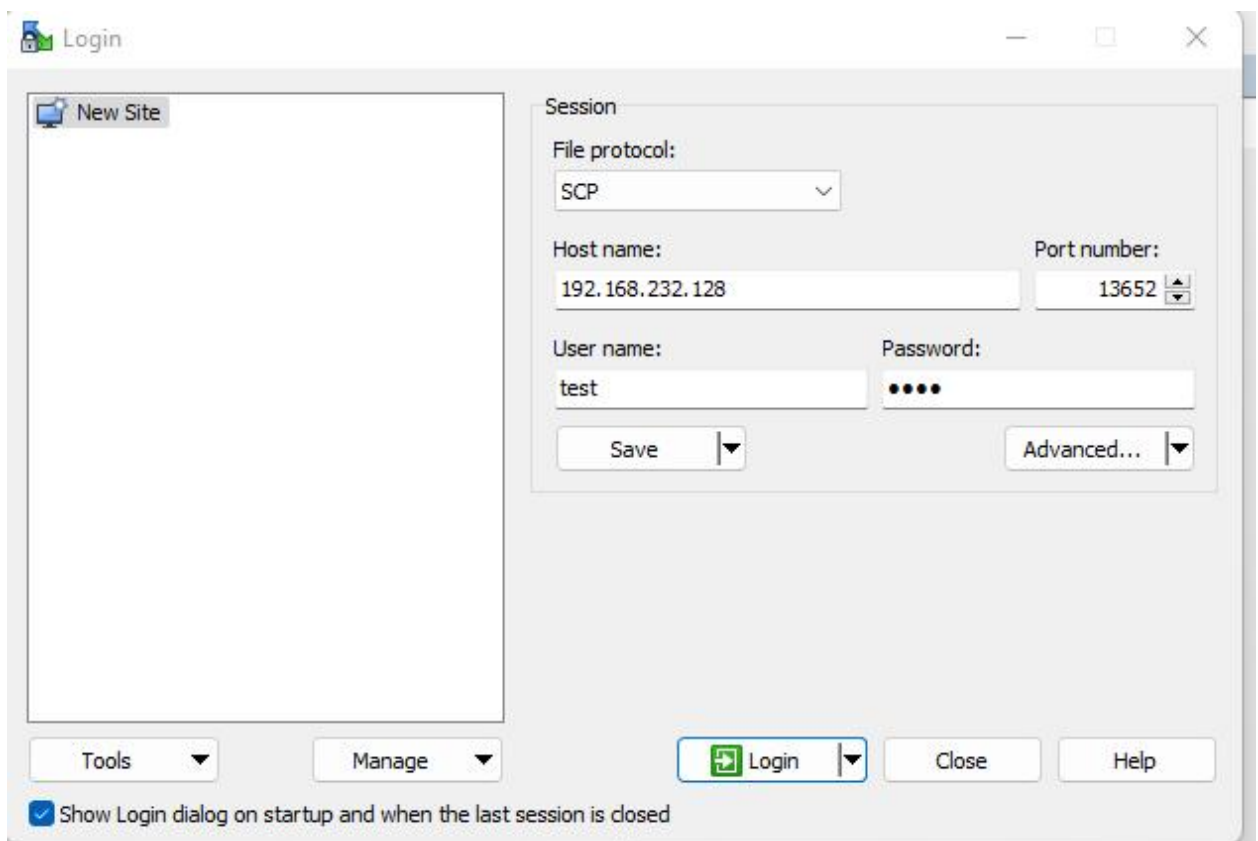 Login
New Site
Session
File protocol:
SCP
Host name:
Port number:
192.168.232.128
13652
User name:
Password:
test
••••
Save
Advanced...
Tools
Manage
Login
Close
Help
Show Login dialog on startup and when the last session is closed